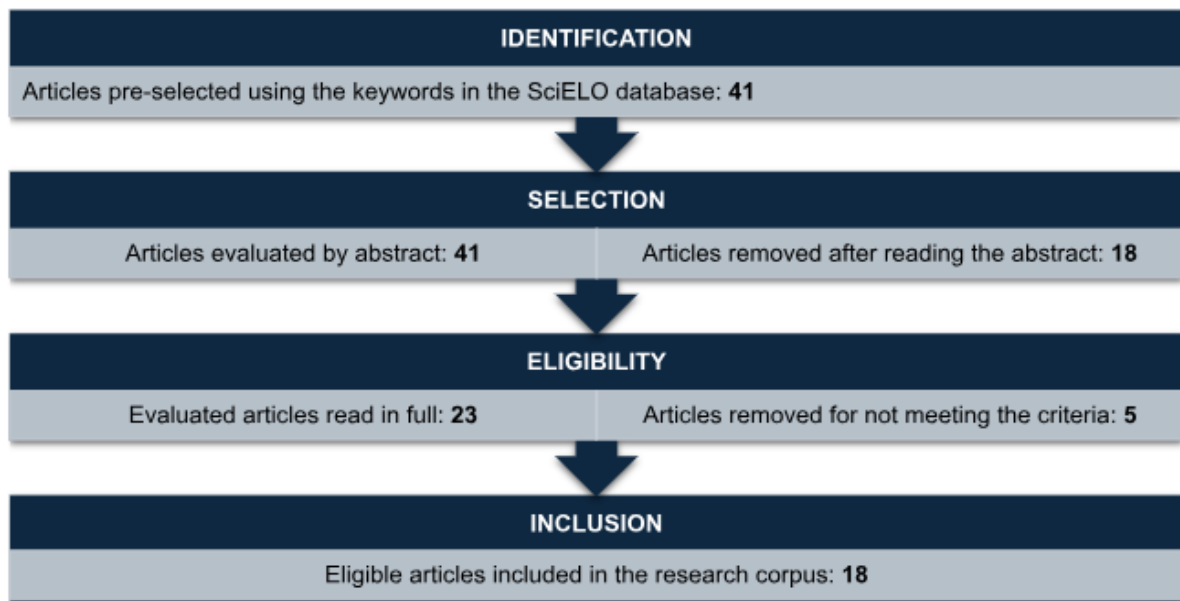 IDENTIFICATION
Articles pre-selected using the keywords in the SciELO database: 41
SELECTION
Articles evaluated by abstract: 41
Articles removed after reading the abstract: 18
ELIGIBILITY
Evaluated articles read in full: 23
Articles removed for not meeting the criteria: 5
INCLUSION
Eligible articles included in the research corpus: 18